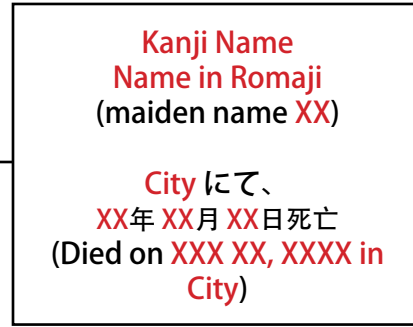 Kanji Name
Name in Romaji
(maiden name XX)
City にて、
XX年 XX月 XX日死亡
(Died on XXX XX, XXXX in
City)